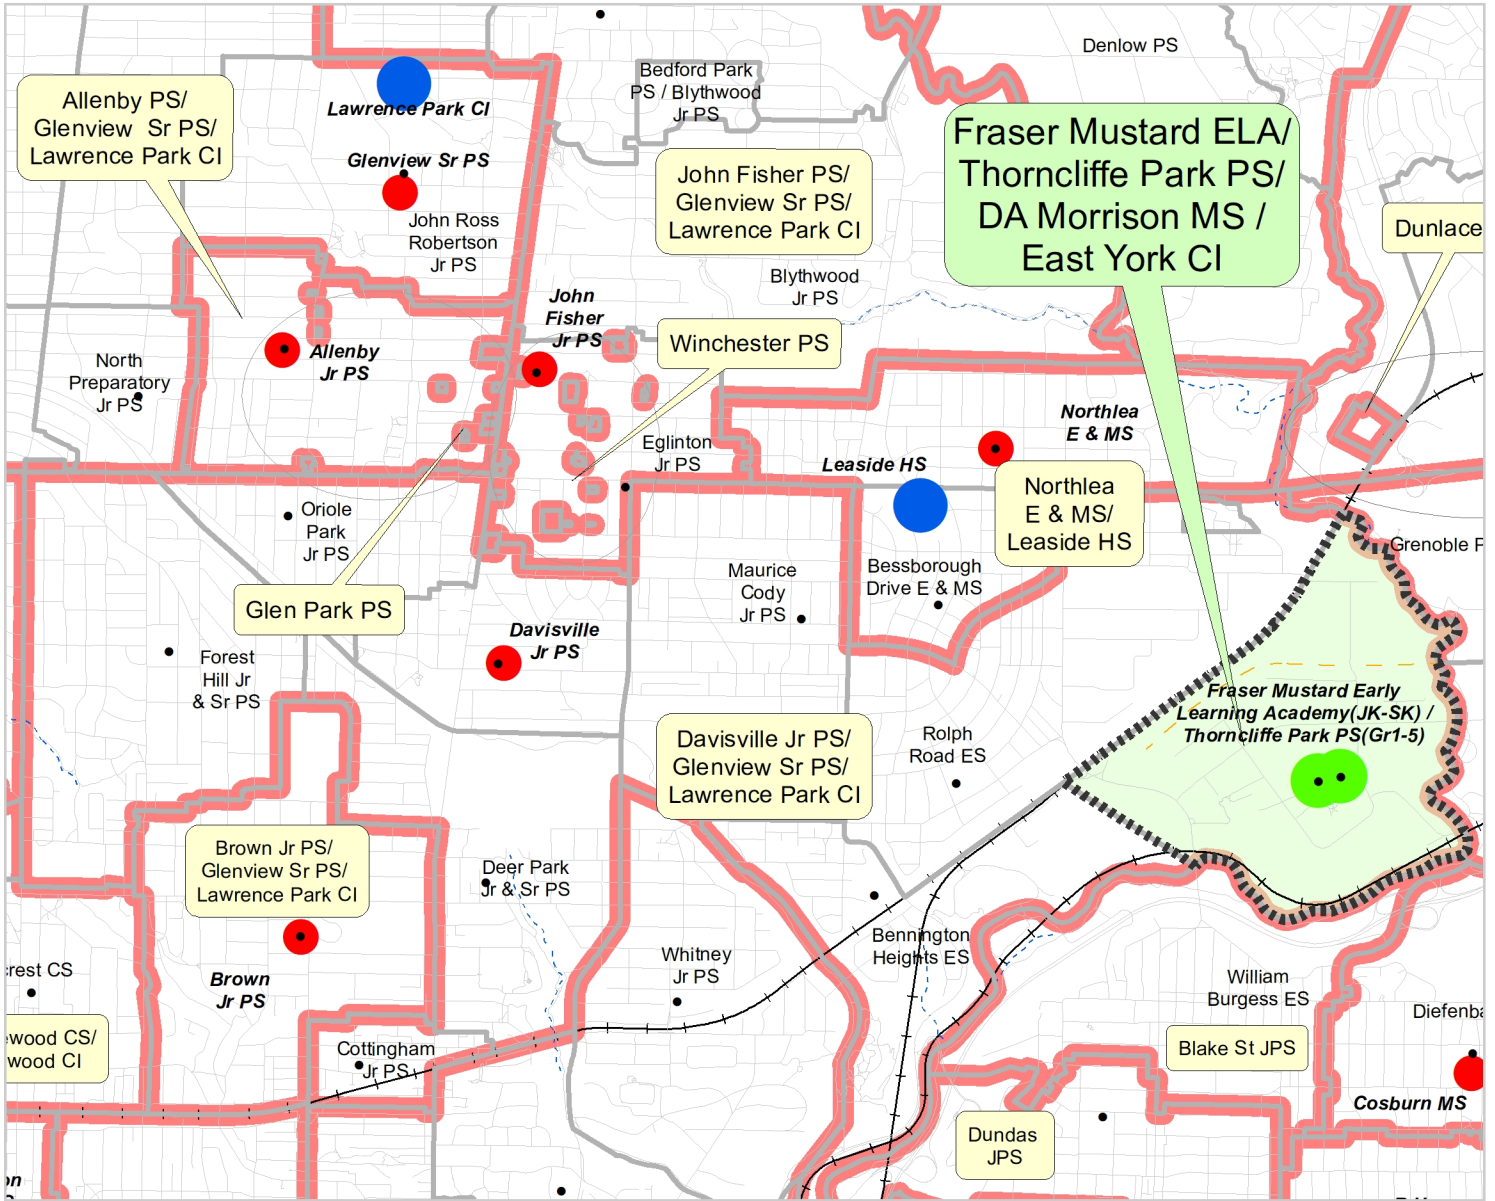 Denlow PS
Bedford Park
PS / Blythwood
Jr PS
Allenby PS/
Glenview  Sr PS/
Lawrence Park CI
Lawrence Park CI
Glenview Sr PS
John Ross
Robertson
Jr PS
John Fisher PS/
Glenview Sr PS/
Lawrence Park CI
Fraser Mustard ELA/
Thorncliffe Park PS/
DA Morrison MS /
East York CI
Dunlace
Blythwood
Jr PS
John
Fisher
Jr PS
Winchester PS
Allenby
Jr PS
North
Preparatory
Jr PS
Northlea
E & MS
Eglinton
Jr PS
Leaside HS
Northlea
E & MS/
Leaside HS
Oriole
Park
Jr PS
Grenoble P
Bessborough
Drive E & MS
Maurice
Cody
Jr PS
Glen Park PS
Davisville
Jr PS
Forest
Hill Jr
& Sr PS
Fraser Mustard Early
Learning Academy(JK-SK) /
Thorncliffe Park PS(Gr1-5)
Davisville Jr PS/
Glenview Sr PS/
Lawrence Park CI
Rolph
Road ES
Brown Jr PS/
Glenview Sr PS/
Lawrence Park CI
Deer Park
Jr & Sr PS
Bennington
Heights ES
Whitney
Jr PS
crest CS
Brown
Jr PS
William
Burgess ES
Diefenba
ewood CS/
wood CI
Cottingham
Jr PS
Blake St JPS
Cosburn MS
Dundas
JPS
on